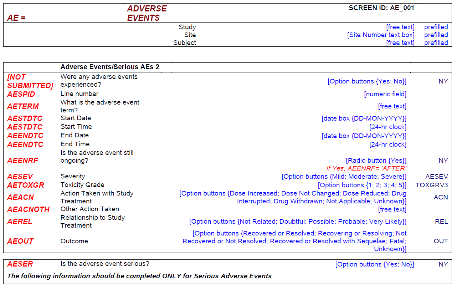 AE =
ADVERSE
EVENTS
SCREEN ID: AE_001
Study [free text] prefilled
Site [Site Number text box] prefilled
Subject [free text] prefilled
Adverse Events/Serious AEs 2
[NOT
SUBMITTED]
Were any adverse events
experienced?
[Option buttons {Yes; No}] NY
AESPID Line number [numeric field]
AETERM
What is the adverse event
term?
[free text]
AESTDTC Start Date [date box {DD-MON-YYYY}]
AESTDTC Start Time [24-hr clock]
AEENDTC End Date [date box {DD-MON-YYYY}]
AEENDTC End Time [24-hr clock]
AEENRF
Is the adverse event still
ongoing?
[Radio button {Yes}] NY
If Yes, AEENRF= 'AFTER'
AESEV Severity [Option buttons {Mild; Moderate; Severe}] AESEV
AETOXGR Toxicity Grade [Option buttons {1; 2; 3; 4; 5}] TOXGRV3
AEACN
Action Taken with Study
Treatment
[Option buttons {Dose Increased; Dose Not Changed; Dose Reduced; Drug
Interrupted; Drug Withdrawn; Not Applicable; Unknown}]
ACN
AEACNOTH Other Action Taken [free text]
AEREL
Relationship to Study
Treatment
[Option buttons {Not Related; Doubtful; Possible; Probable; Very Likely}] REL
AEOUT Outcome
[Option buttons {Recovered or Resolved; Recovering or Resolving; Not
Recovered or Not Resolved; Recovered or Resolved with Sequelae; Fatal;
Unknown}]
OUT
AESER Is the adverse event serious? [Option buttons {Yes; No}] NY
The following information should be completed ONLY for Serious Adverse Events